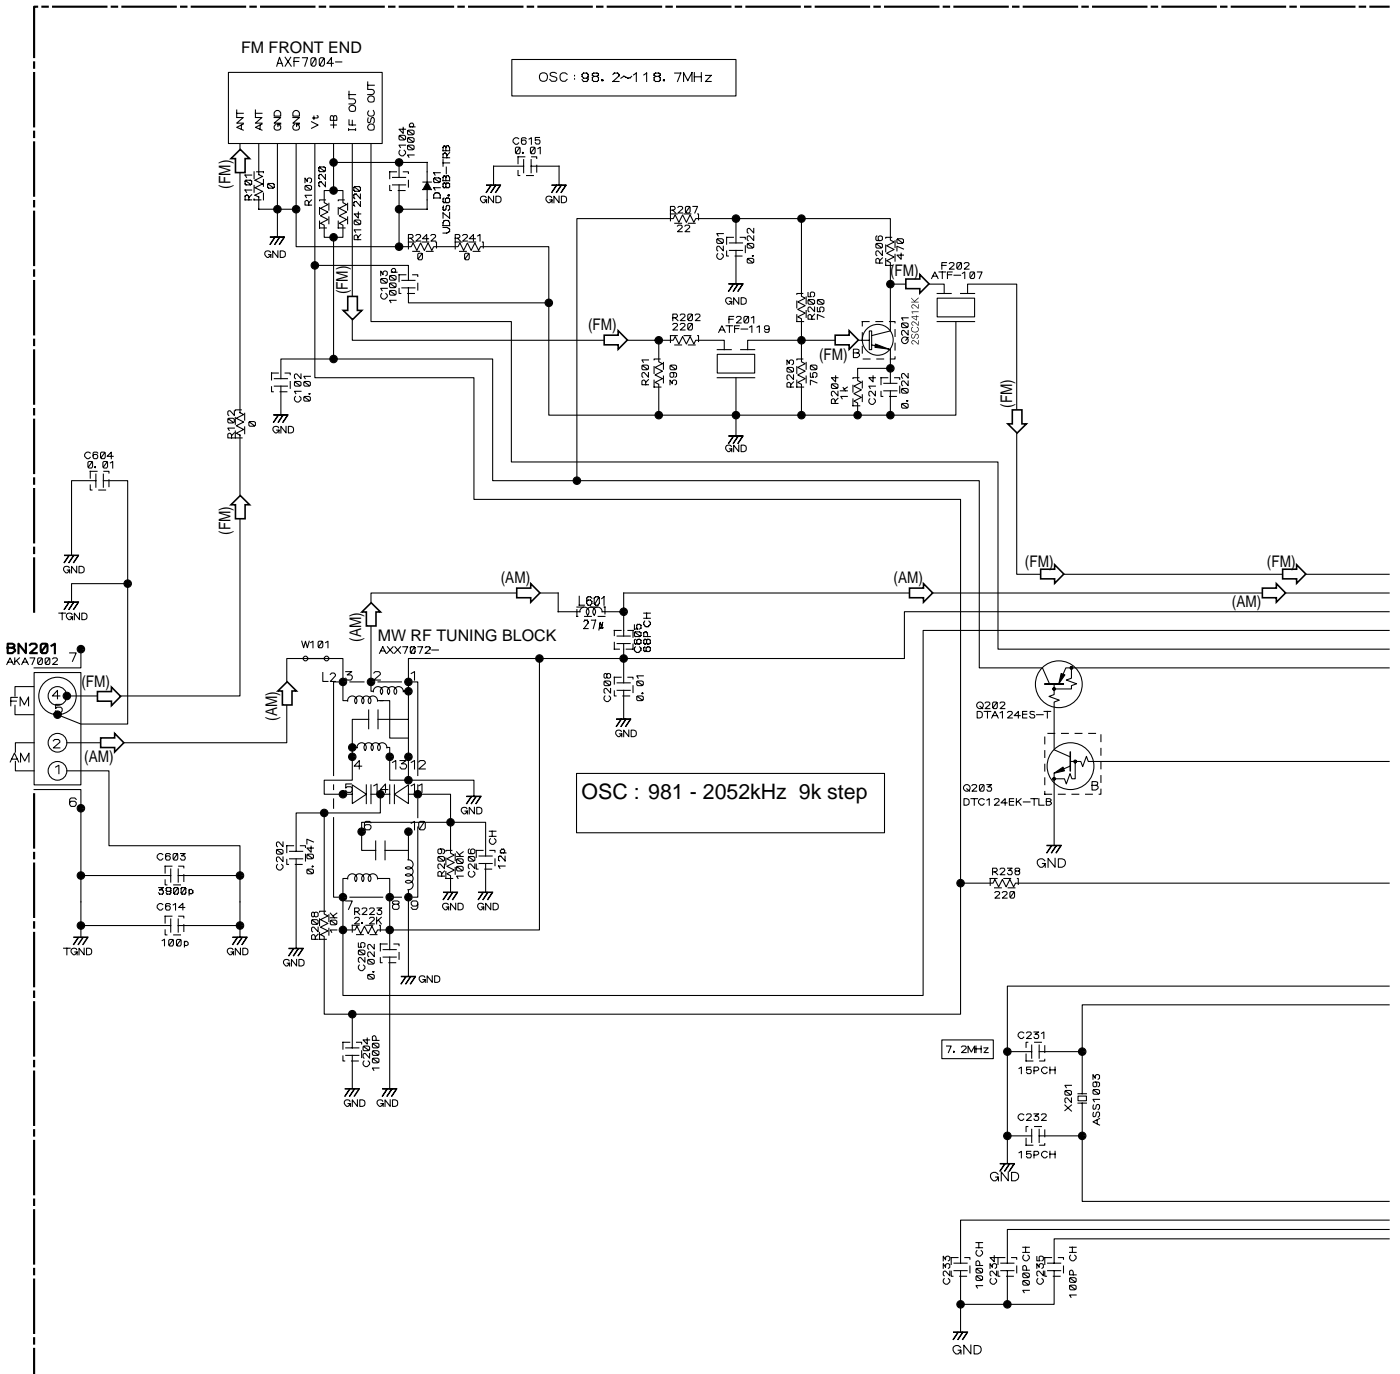 FM FRONT END
AXF7004-
OSC : 98. 2~118. 7MHz
ANT
ANT
GND
GND
Vt
+B
IF OUT
OSC OUT
(FM)
R101
0
R103
220
R104 220
C104
1000p
D101
UDZS6. 8B-TRB
C615
0. 01
GND
GND
GND
R242
0
R241
0
C103
1000p
(FM)
R207
22
C201
0. 022
GND
R206
470
(FM)
F202
ATF-107
R205
750
Q201
2SC2412K
B
(FM)
R202
220
F201
ATF-119
(FM)
R201
390
R203
750
R204
1k
C214
0. 022
GND
(FM)
C102
0. 01
GND
R102
0
C604
0. 01
GND
TGND
(FM)
(FM)
(FM)
(AM)
(AM)
L601
27µ
(AM)
(AM)
MW RF TUNING BLOCK
AXX7072-
C605
68P CH
BN201
AKA7002
7
W101
L2
3
2
1
FM
4
(FM)
5
(AM)
C208
0. 01
GND
AM
2
(AM)
1
6
4
13
12
5
14
11
GND
6
10
OSC : 981 - 2052kHz 9k step
Q202
DTA124ES-T
Q203
DTC124EK-TLB
B
GND
C603
3900p
C614
100p
TGND
GND
C202
0. 047
GND
R209
100K
GND
C206
12p
CH
GND
7
8
9
R208
10K
R223
2. 2K
C205
0. 022
GND
R238
220
C204
1000P
GND
GND
7. 2MHz
C231
15PCH
X201
ASS1093
C232
15PCH
GND
C233
100P CH
C234
100P CH
C235
100P CH
GND